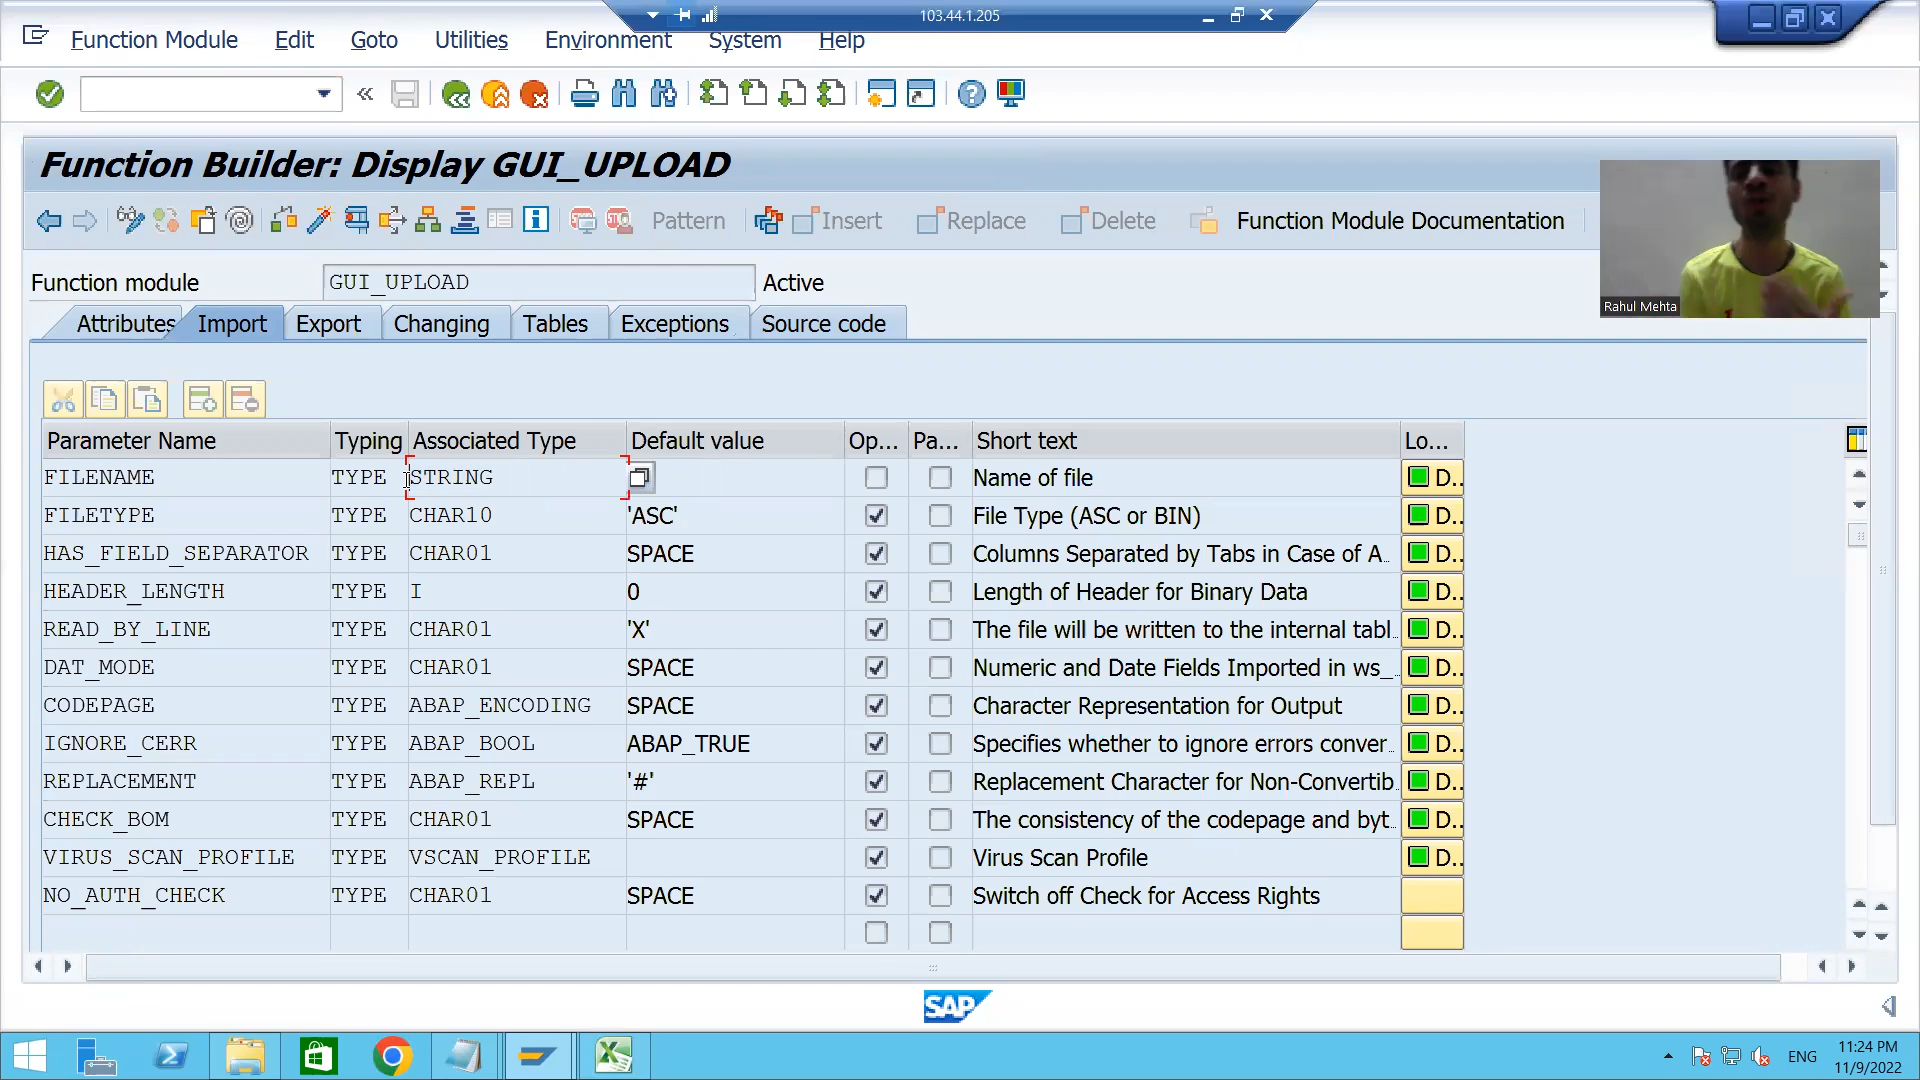 103.44.1.205
Function Module Edit Goto Utilities Environment System Help
Function Builder: Display GUI_UPLOAD
Pattern Insert Replace Delete Function Module Documentation
Function module GUI_UPLOAD Active
Attributes Import Export Changing Tables Exceptions Source code
Rahul Mehta
Parameter Name Typing Associated Type Default value Op... Pa... Short text Lo...
FILENAME TYPE STRING Name of file D..
FILETYPE TYPE CHAR10 'ASC' File Type (ASC or BIN) D..
HAS_FIELD_SEPARATOR TYPE CHAR01 SPACE Columns Separated by Tabs in Case of A.. D..
HEADER_LENGTH TYPE I 0 Length of Header for Binary Data D..
READ_BY_LINE TYPE CHAR01 'X' The file will be written to the internal tabl.. D..
DAT_MODE TYPE CHAR01 SPACE Numeric and Date Fields Imported in ws_.. D..
CODEPAGE TYPE ABAP_ENCODING SPACE Character Representation for Output D..
IGNORE_CERR TYPE ABAP_BOOL ABAP_TRUE Specifies whether to ignore errors conver.. D..
REPLACEMENT TYPE ABAP_REPL '#' Replacement Character for Non-Convertib.. D..
CHECK_BOM TYPE CHAR01 SPACE The consistency of the codepage and byt.. D..
VIRUS_SCAN_PROFILE TYPE VSCAN_PROFILE Virus Scan Profile D..
NO_AUTH_CHECK TYPE CHAR01 SPACE Switch off Check for Access Rights
SAP
ENG
11:24 PM
11/9/2022